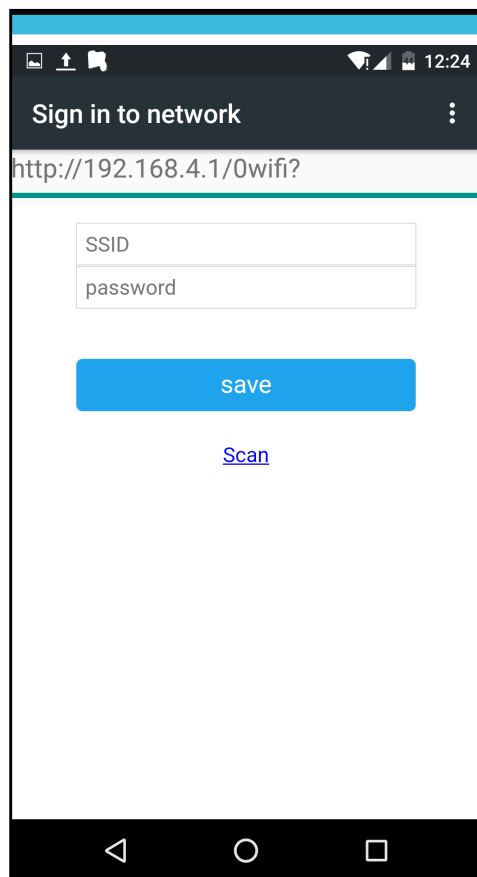 12:24
Sign in to network
http://192.168.4.1/0wifi?
SSID
password
save
Scan